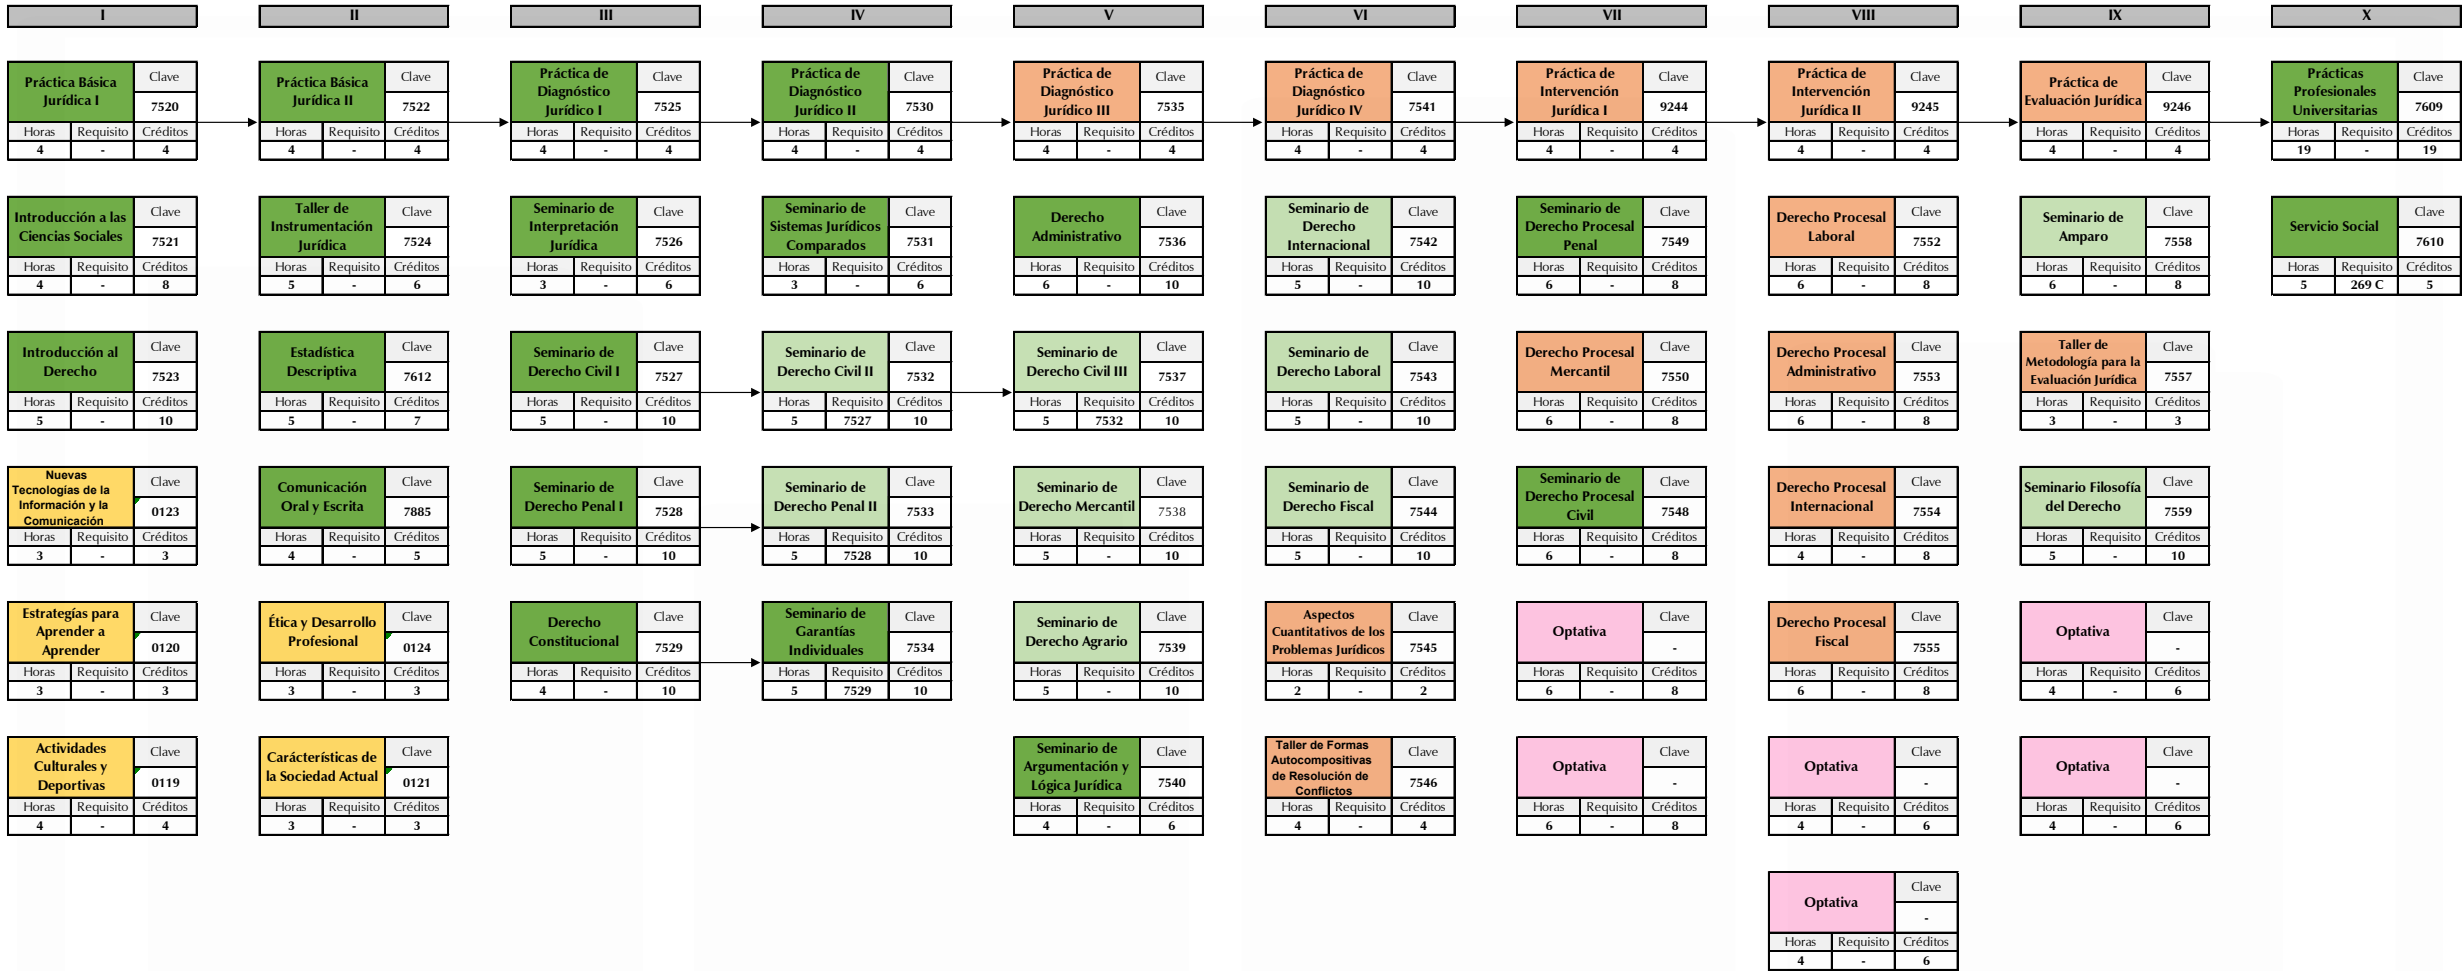 I
II
III
IV
V
VI
VII
VIII
IX
X
Práctica Básica
Jurídica I
Clave
7520
Horas Requisito Créditos
4 - 4
Práctica Básica
Jurídica II
Clave
7522
Horas Requisito Créditos
4 - 4
Práctica de
Diagnóstico
Jurídico I
Clave
7525
Horas Requisito Créditos
4 - 4
Práctica de
Diagnóstico
Jurídico II
Clave
7530
Horas Requisito Créditos
4 - 4
Práctica de
Diagnóstico
Jurídico III
Clave
7535
Horas Requisito Créditos
4 - 4
Práctica de
Diagnóstico
Jurídico IV
Clave
7541
Horas Requisito Créditos
4 - 4
Práctica de
Intervención
Jurídica I
Clave
9244
Horas Requisito Créditos
4 - 4
Práctica de
Intervención
Jurídica II
Clave
9245
Horas Requisito Créditos
4 - 4
Práctica de
Evaluación Jurídica
Clave
9246
Horas Requisito Créditos
4 - 4
Prácticas
Profesionales
Universitarias
Clave
7609
Horas Requisito Créditos
19 - 19
Introducción a las
Ciencias Sociales
Clave
7521
Horas Requisito Créditos
4 - 8
Taller de
Instrumentación
Jurídica
Clave
7524
Horas Requisito Créditos
5 - 6
Seminario de
Interpretación
Jurídica
Clave
7526
Horas Requisito Créditos
3 - 6
Seminario de
Sistemas Jurídicos
Comparados
Clave
7531
Horas Requisito Créditos
3 - 6
Derecho
Administrativo
Clave
7536
Horas Requisito Créditos
6 - 10
Seminario de
Derecho
Internacional
Clave
7542
Horas Requisito Créditos
5 - 10
Seminario de
Derecho Procesal
Penal
Clave
7549
Horas Requisito Créditos
6 - 8
Derecho Procesal
Laboral
Clave
7552
Horas Requisito Créditos
6 - 8
Seminario de
Amparo
Clave
7558
Horas Requisito Créditos
6 - 8
Servicio Social
Clave
7610
Horas Requisito Créditos
5 269 C 5
Introducción al
Derecho
Clave
7523
Horas Requisito Créditos
5 - 10
Estadística
Descriptiva
Clave
7612
Horas Requisito Créditos
5 - 7
Seminario de
Derecho Civil I
Clave
7527
Horas Requisito Créditos
5 - 10
Seminario de
Derecho Civil II
Clave
7532
Horas Requisito Créditos
5 7527 10
Seminario de
Derecho Civil III
Clave
7537
Horas Requisito Créditos
5 7532 10
Seminario de
Derecho Laboral
Clave
7543
Horas Requisito Créditos
5 - 10
Derecho Procesal
Mercantil
Clave
7550
Horas Requisito Créditos
6 - 8
Derecho Procesal
Administrativo
Clave
7553
Horas Requisito Créditos
6 - 8
Taller de
Metodología para la
Evaluación Jurídica
Clave
7557
Horas Requisito Créditos
3 - 3
Nuevas
Tecnologías de la
Información y la
Comunicación
Clave
0123
Horas Requisito Créditos
3 - 3
Comunicación
Oral y Escrita
Clave
7885
Horas Requisito Créditos
4 - 5
Seminario de
Derecho Penal I
Clave
7528
Horas Requisito Créditos
5 - 10
Seminario de
Derecho Penal II
Clave
7533
Horas Requisito Créditos
5 7528 10
Seminario de
Derecho Mercantil
Clave
7538
Horas Requisito Créditos
5 - 10
Seminario de
Derecho Fiscal
Clave
7544
Horas Requisito Créditos
5 - 10
Seminario de
Derecho Procesal
Civil
Clave
7548
Horas Requisito Créditos
6 - 8
Derecho Procesal
Internacional
Clave
7554
Horas Requisito Créditos
4 - 8
Seminario Filosofía
del Derecho
Clave
7559
Horas Requisito Créditos
5 - 10
Estrategías para
Aprender a
Aprender
Clave
0120
Horas Requisito Créditos
3 - 3
Ética y Desarrollo
Profesional
Clave
0124
Horas Requisito Créditos
3 - 3
Derecho
Constitucional
Clave
7529
Horas Requisito Créditos
4 - 10
Seminario de
Garantías
Individuales
Clave
7534
Horas Requisito Créditos
5 7529 10
Seminario de
Derecho Agrario
Clave
7539
Horas Requisito Créditos
5 - 10
Aspectos
Cuantitativos de los
Problemas Jurídicos
Clave
7545
Horas Requisito Créditos
2 - 2
Optativa
Clave
-
Horas Requisito Créditos
6 - 8
Derecho Procesal
Fiscal
Clave
7555
Horas Requisito Créditos
6 - 8
Optativa
Clave
-
Horas Requisito Créditos
4 - 6
Actividades
Culturales y
Deportivas
Clave
0119
Horas Requisito Créditos
4 - 4
Carácterísticas de
la Sociedad Actual
Clave
0121
Horas Requisito Créditos
3 - 3
Seminario de
Argumentación y
Lógica Jurídica
Clave
7540
Horas Requisito Créditos
4 - 6
Taller de Formas
Autocompositivas
de Resolución de
Conflictos
Clave
7546
Horas Requisito Créditos
4 - 4
Optativa
Clave
-
Horas Requisito Créditos
6 - 8
Optativa
Clave
-
Horas Requisito Créditos
4 - 6
Optativa
Clave
-
Horas Requisito Créditos
4 - 6
Optativa
Clave
-
Horas Requisito Créditos
4 - 6